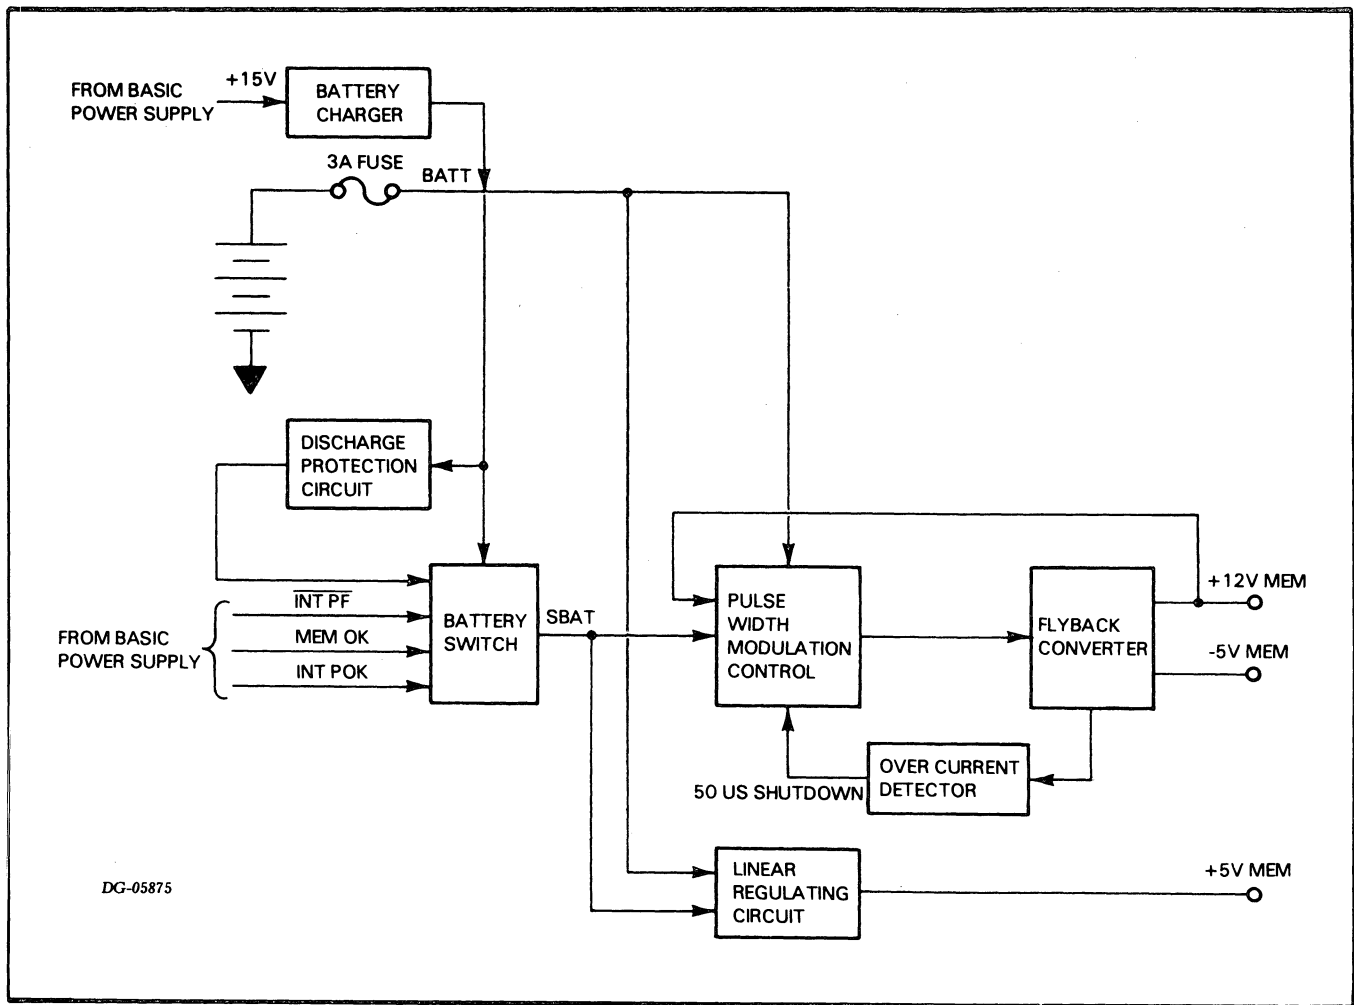 FROM BASIC
POWER SUPPLY
+15V
BATTERY
CHARGER
3A FUSE
BATT
DISCHARGE
PROTECTION
CIRCUIT
FROM BASIC
POWER SUPPLY
INT PF
MEM OK
INT POK
BATTERY
SWITCH
SBAT
PULSE
WIDTH
MODULATION
CONTROL
FLYBACK
CONVERTER
+12V MEM
-5V MEM
50 US SHUTDOWN
OVER CURRENT
DETECTOR
LINEAR
REGULATING
CIRCUIT
+5V MEM
DG-05875